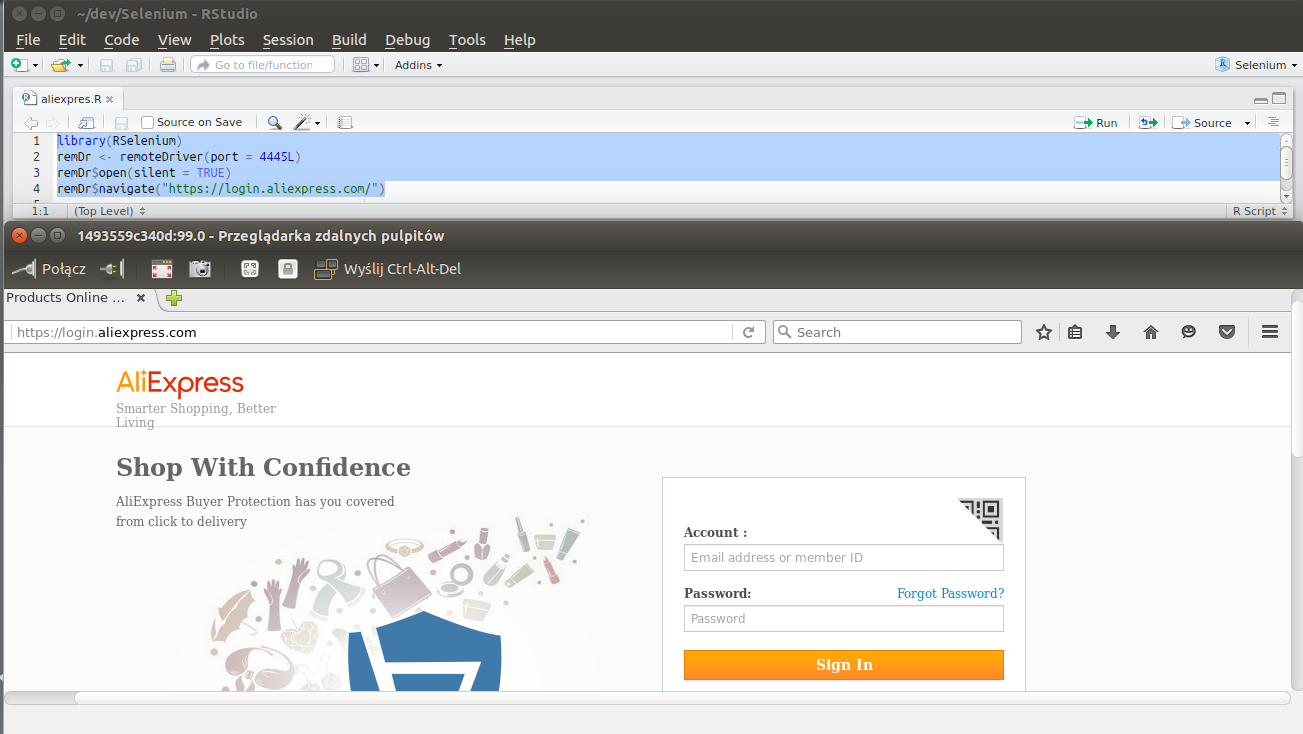 ~/dev/Selenium - RStudio
File Edit Code View Plots Session Build Debug Tools Help
Go to file/function Addins Selenium
aliexpres.R
Source on Save Run Source
1 library(RSelenium)
2 remDr <- remoteDriver(port = 4445L)
3 remDr$open(silent = TRUE)
4 remDr$navigate("https://login.aliexpress.com/")
1:1 (Top Level) R Script
1493559c340d:99.0 - Przeglądarka zdalnych pulpitów
Połącz Wyślij Ctrl-Alt-Del
Products Online ...
https://login.aliexpress.com Search
AliExpress
Smarter Shopping, Better
Living
Shop With Confidence
AliExpress Buyer Protection has you covered
from click to delivery
Account :
Email address or member ID
Password: Forgot Password?
Password
Sign In